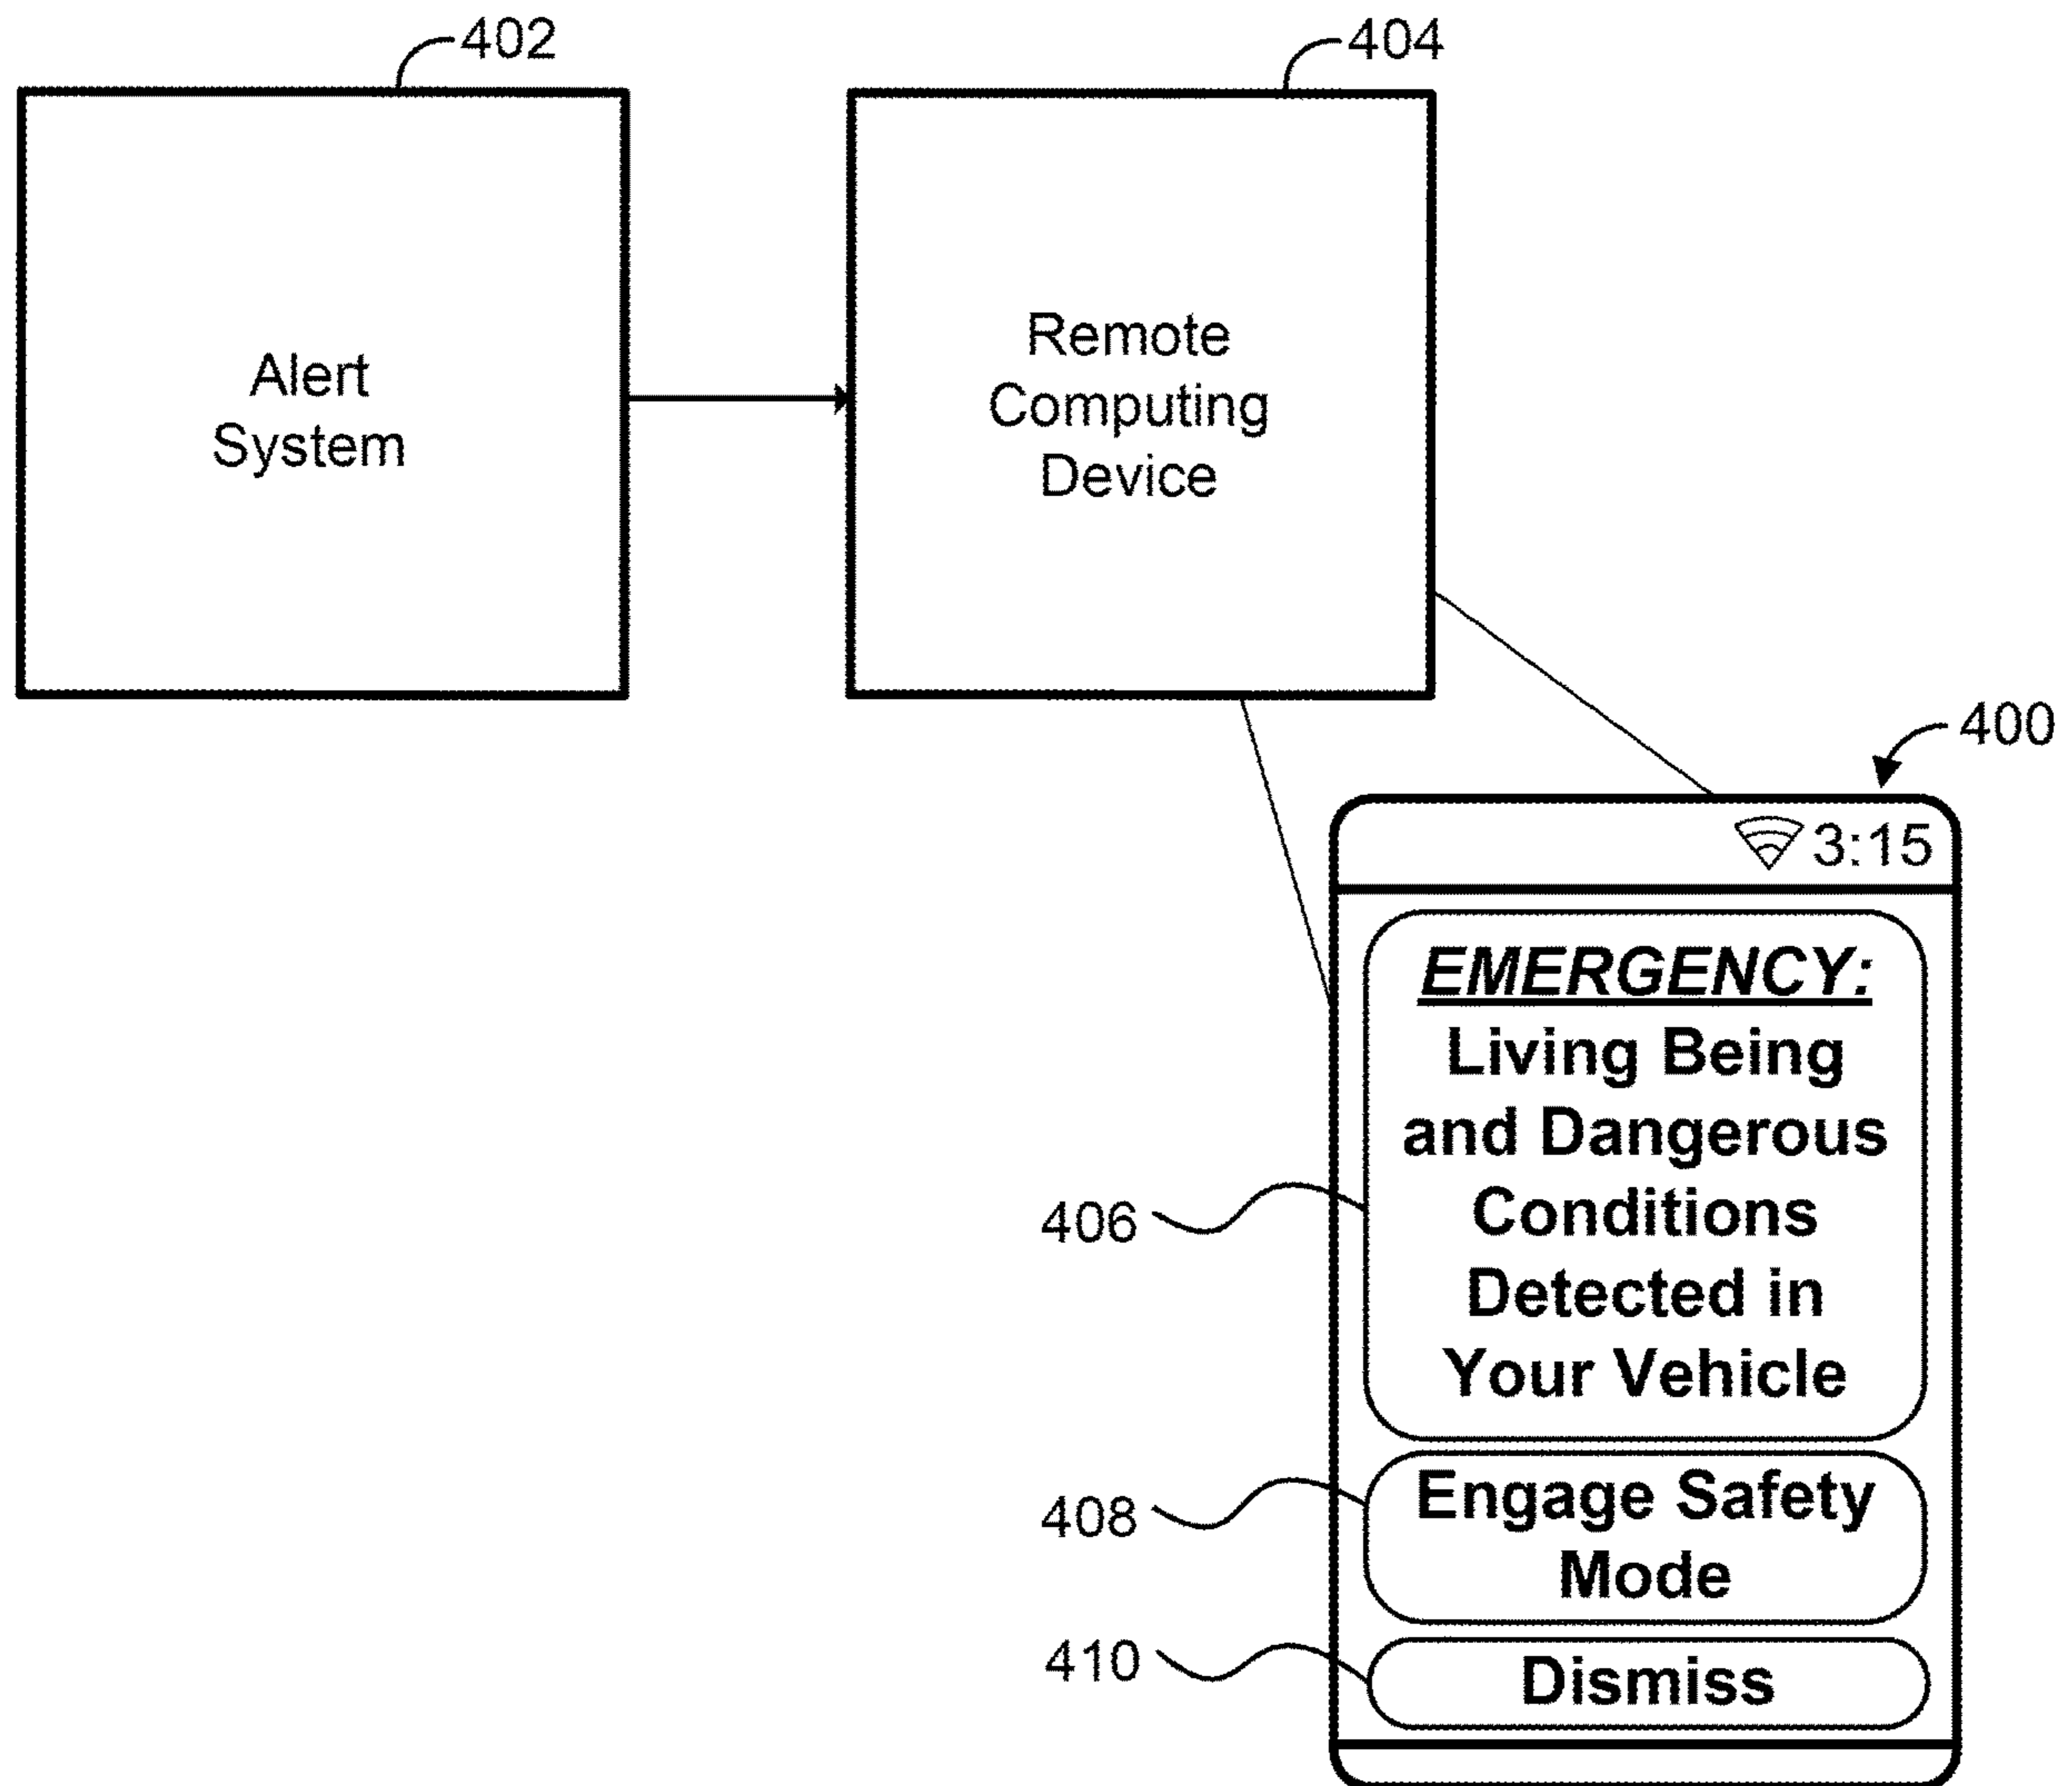 402
404
Alert
System
Remote
Computing
Device
400
3:15
EMERGENCY:
Living Being
and Dangerous
Conditions
Detected in
Your Vehicle
406
Engage Safety
Mode
408
Dismiss
410